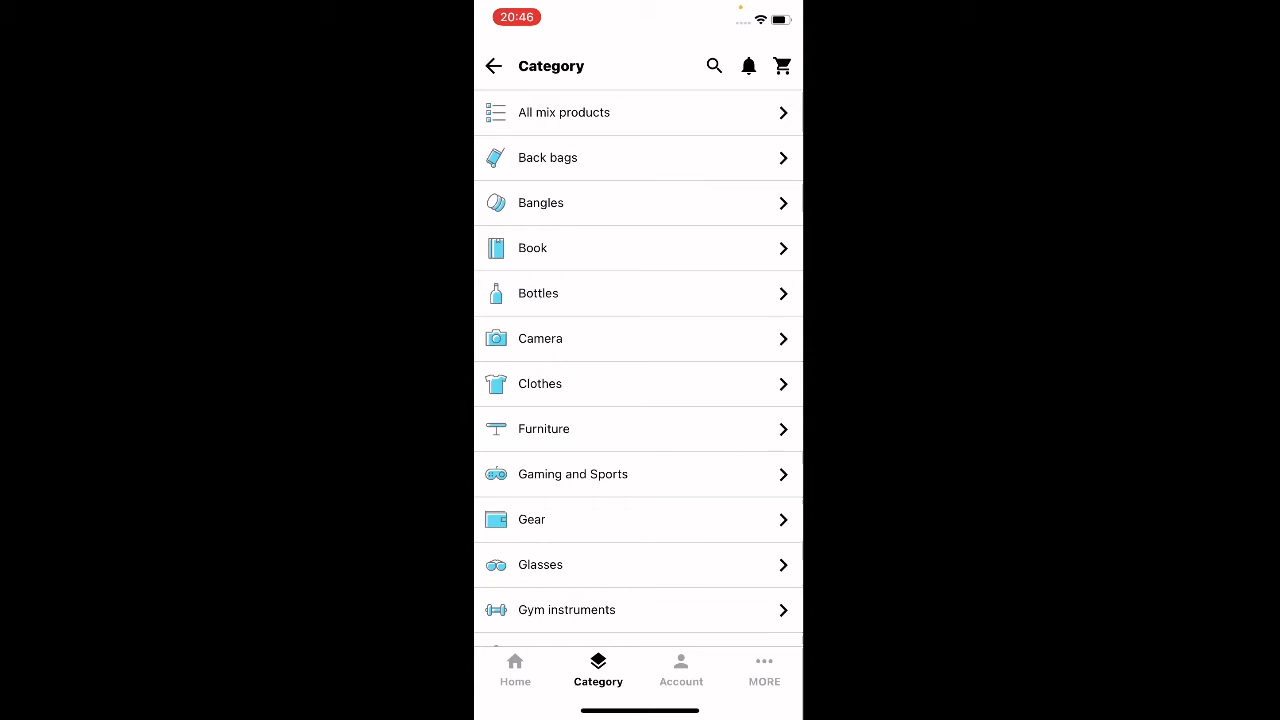 20:46
Category
All mix products
Back bags
Bangles
Book
Bottles
Camera
Clothes
Furniture
Gaming and Sports
Gear
Glasses
Gym instruments
Home
Category
Account
MORE